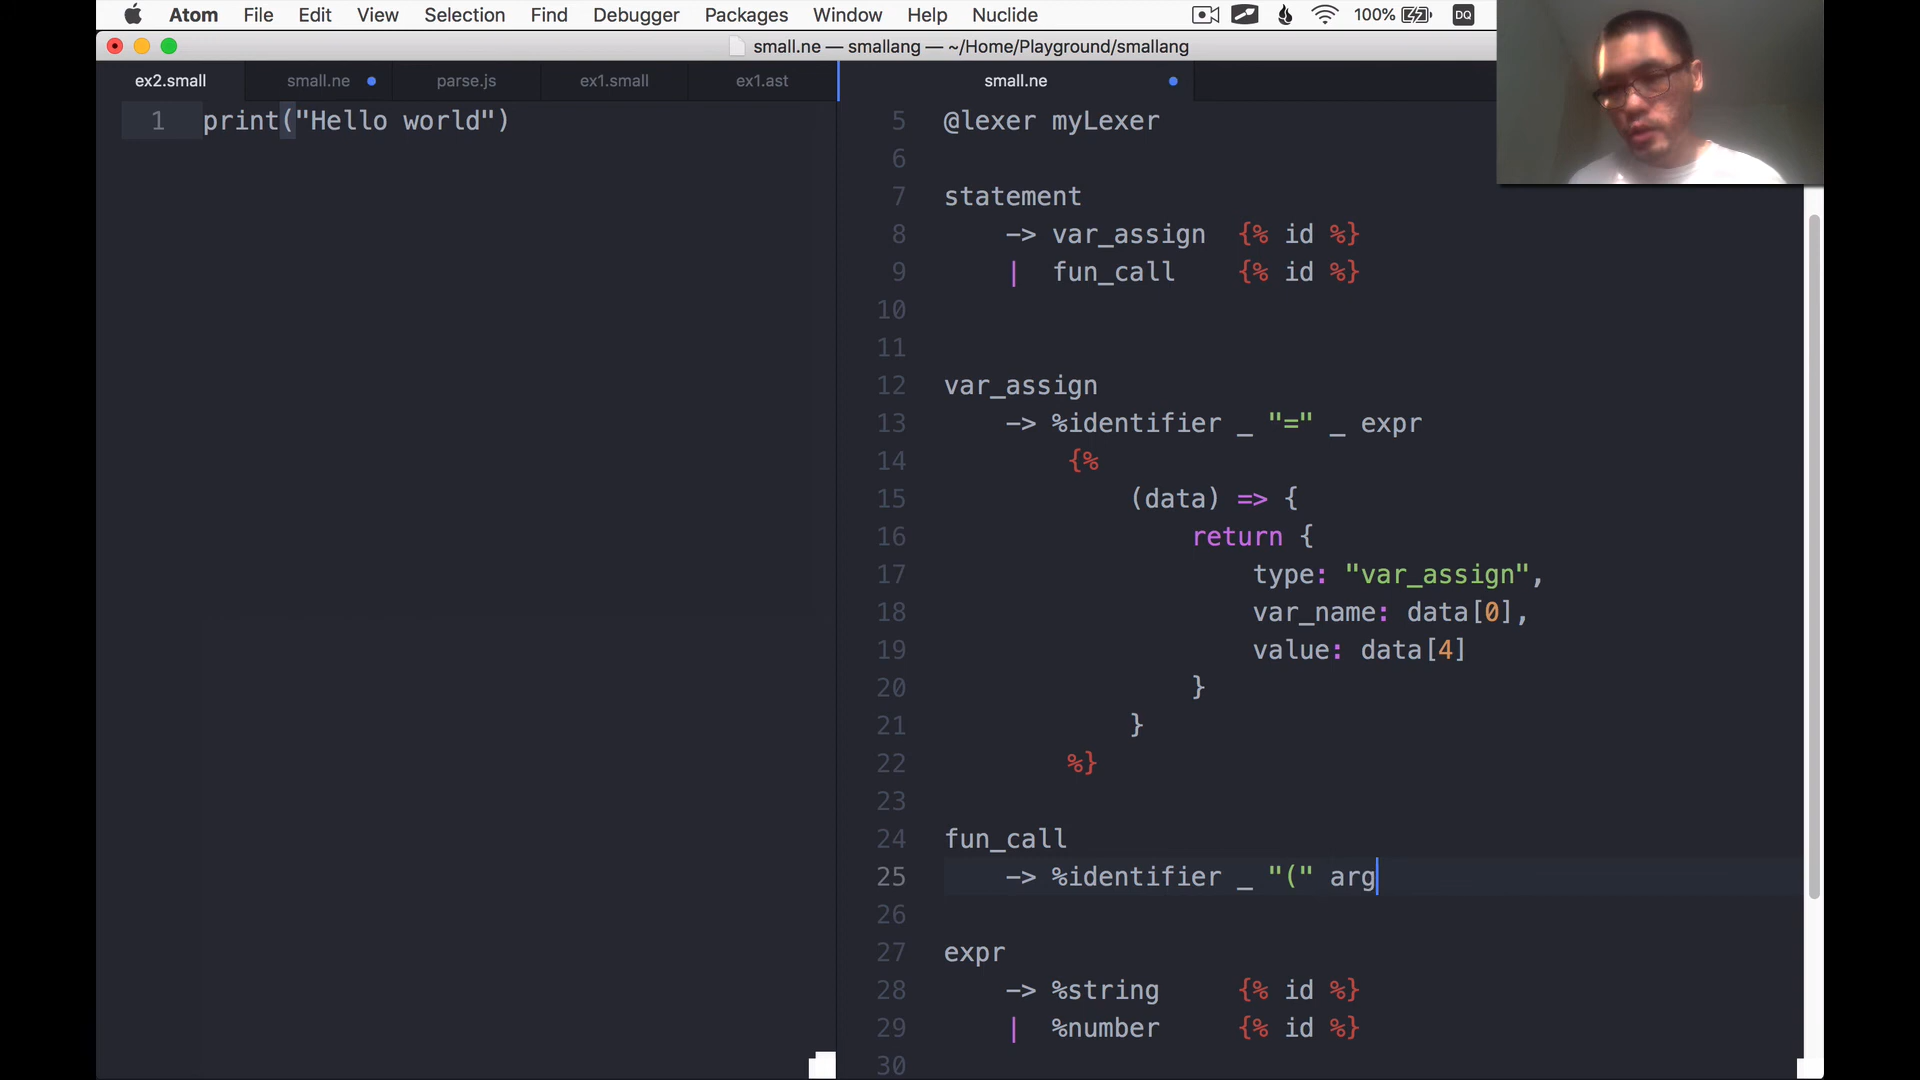 Atom File Edit View Selection Find Debugger Packages Window Help Nuclide 100% DQ
small.ne — smallang — ~/Home/Playground/smallang
ex2.small small.ne parse.js ex1.small ex1.ast
1 print("Hello world")
small.ne
5 @lexer myLexer
6
7 statement
8 -> var_assign {% id %}
9 | fun_call {% id %}
10
11
12 var_assign
13 -> %identifier _ "=" _ expr
14 {%
15 (data) => {
16 return {
17 type: "var_assign",
18 var_name: data[0],
19 value: data[4]
20 }
21 }
22 %}
23
24 fun_call
25 -> %identifier _ "(" arg
26
27 expr
28 -> %string {% id %}
29 | %number {% id %}
30